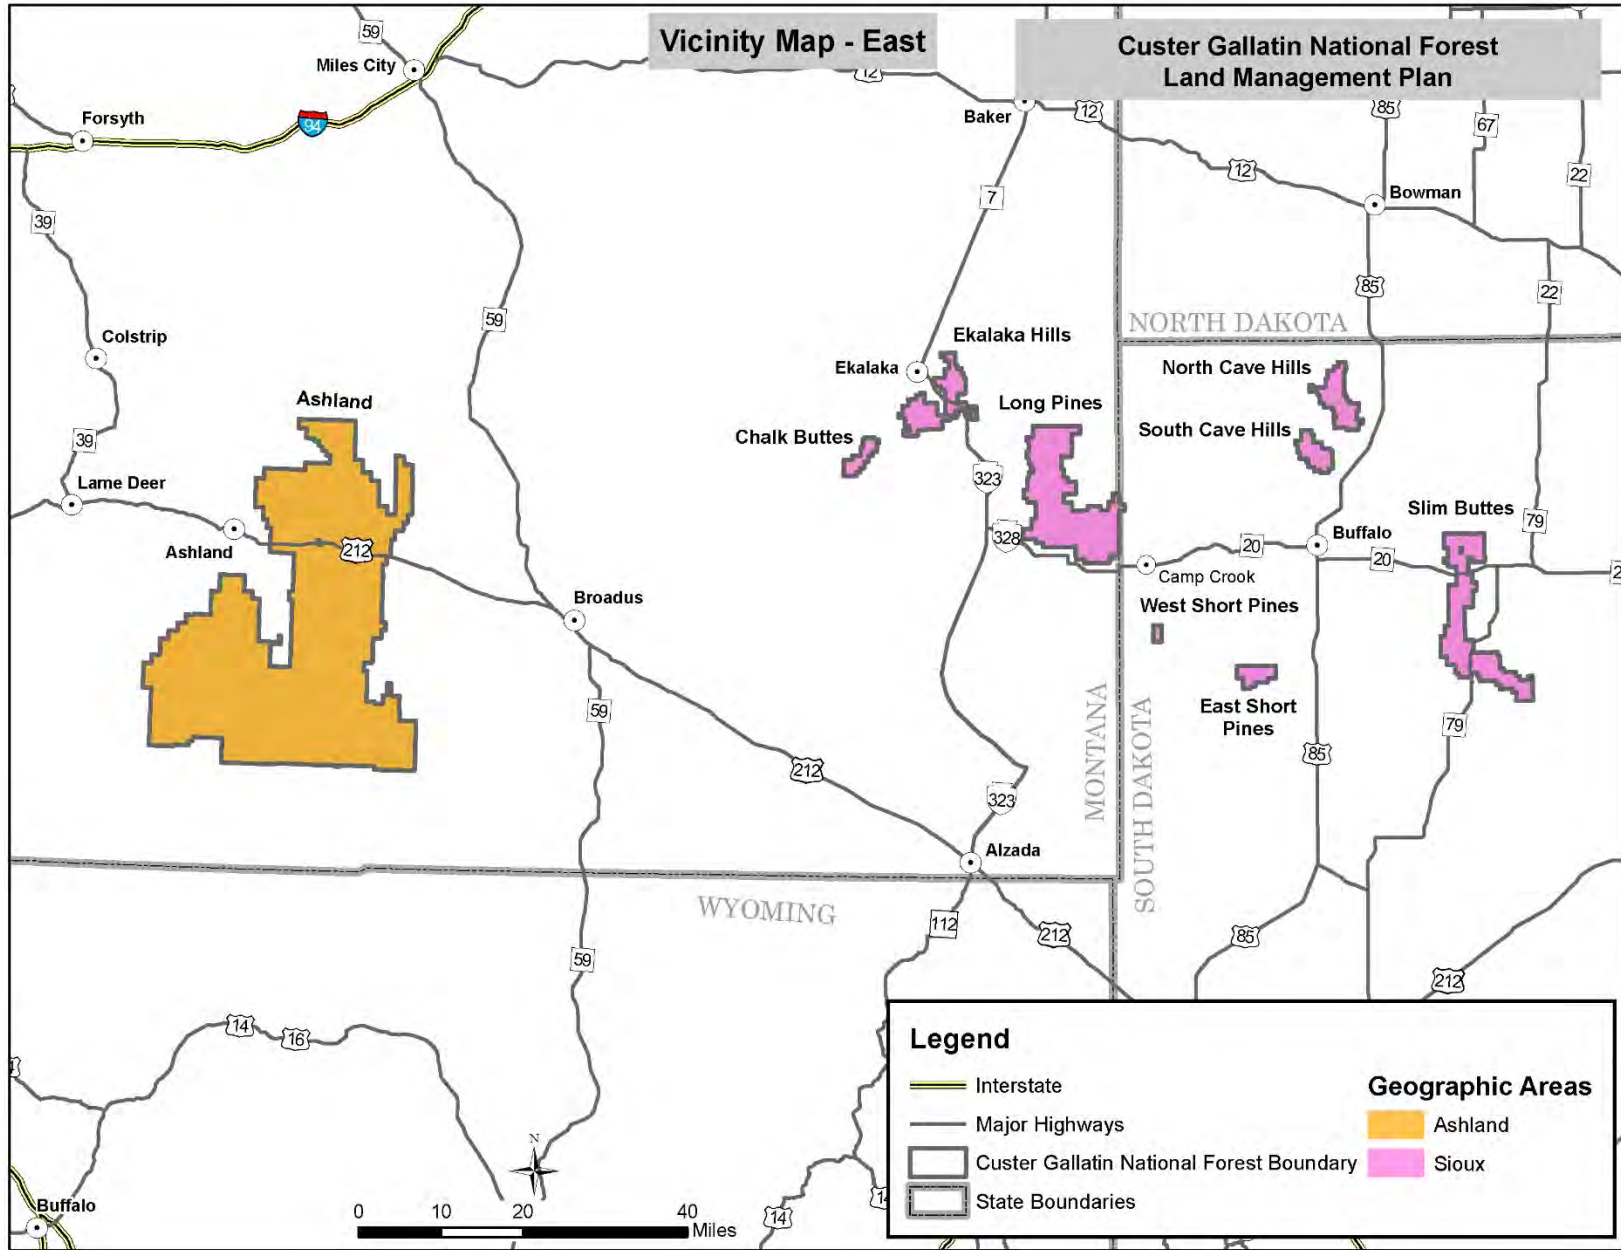 Vicinity Map - East
Custer Gallatin National Forest
Land Management Plan
59
Miles City
12
Baker
12
85
67
Forsyth
94
22
12
Bowman
7
39
85
22
59
NORTH DAKOTA
Colstrip
Ekalaka Hills
Ekalaka
North Cave Hills
Ashland
Long Pines
Chalk Buttes
South Cave Hills
39
323
Lame Deer
Slim Buttes
79
Ashland
212
328
20
Buffalo
20
Camp Crook
Broadus
West Short Pines
59
East Short
Pines
79
MONTANA
SOUTH DAKOTA
85
212
323
Alzada
WYOMING
112
212
85
59
212
14
16
Legend
Interstate
Major Highways
Custer Gallatin National Forest Boundary
State Boundaries
Geographic Areas
Ashland
Sioux
N
Buffalo
0
10
20
40
Miles
14